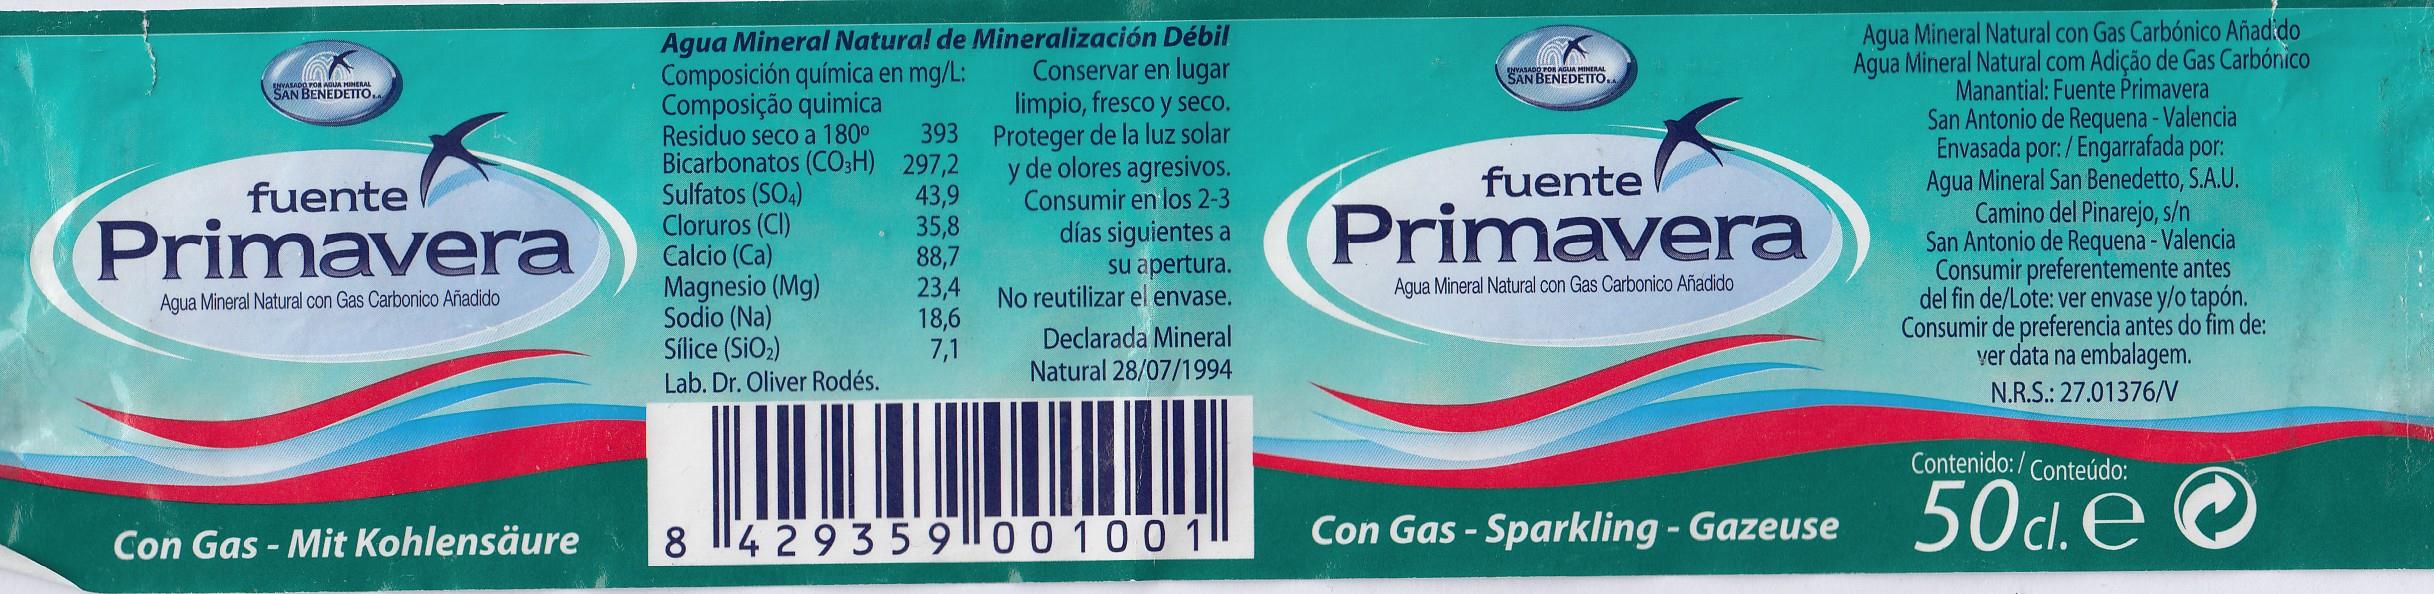 ENVASADO POR AGUA MINERAL
SAN BENEDETTO S.A.
fuente
Primavera
Agua Mineral Natural con Gas Carbonico Añadido
Con Gas - Mit Kohlensäure
Agua Mineral Natural de Mineralización Débil
Composición química en mg/L:
Composição quimica
Residuo seco a 180º 393
Bicarbonatos (CO₃H) 297,2
Sulfatos (SO₄) 43,9
Cloruros (Cl) 35,8
Calcio (Ca) 88,7
Magnesio (Mg) 23,4
Sodio (Na) 18,6
Sílice (SiO₂) 7,1
Lab. Dr. Oliver Rodés.
Conservar en lugar
limpio, fresco y seco.
Proteger de la luz solar
y de olores agresivos.
Consumir en los 2-3
días siguientes a
su apertura.
No reutilizar el envase.
Declarada Mineral
Natural 28/07/1994
8 429359 001001
ENVASADO POR AGUA MINERAL
SAN BENEDETTO S.A.
fuente
Primavera
Agua Mineral Natural con Gas Carbonico Añadido
Con Gas - Sparkling - Gazeuse
Agua Mineral Natural con Gas Carbónico Añadido
Agua Mineral Natural com Adição de Gas Carbónico
Manantial: Fuente Primavera
San Antonio de Requena - Valencia
Envasada por: / Engarrafada por:
Agua Mineral San Benedetto, S.A.U.
Camino del Pinarejo, s/n
San Antonio de Requena - Valencia
Consumir preferentemente antes
del fin de/Lote: ver envase y/o tapón.
Consumir de preferencia antes do fim de:
ver data na embalagem.
N.R.S.: 27.01376/V
Contenido: / Conteúdo:
50 cl. e